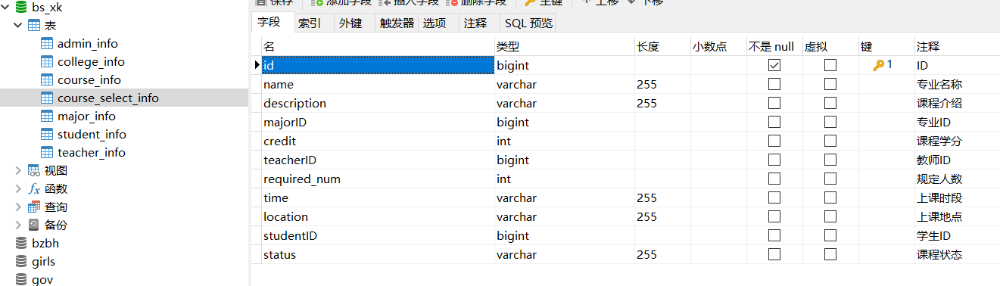 bs_xk
表
admin_info
college_info
course_info
course_select_info
major_info
student_info
teacher_info
视图
fx 函数
查询
备份
bzbh
girls
gov
保存 添加字段 插入字段 删除字段 主键 上移 下移
字段 索引 外键 触发器 选项 注释 SQL 预览
名 类型 长度 小数点 不是 null 虚拟 键 注释
id bigint 1 ID
name varchar 255 专业名称
description varchar 255 课程介绍
majorID bigint 专业ID
credit int 课程学分
teacherID bigint 教师ID
required_num int 规定人数
time varchar 255 上课时段
location varchar 255 上课地点
studentID bigint 学生ID
status varchar 255 课程状态